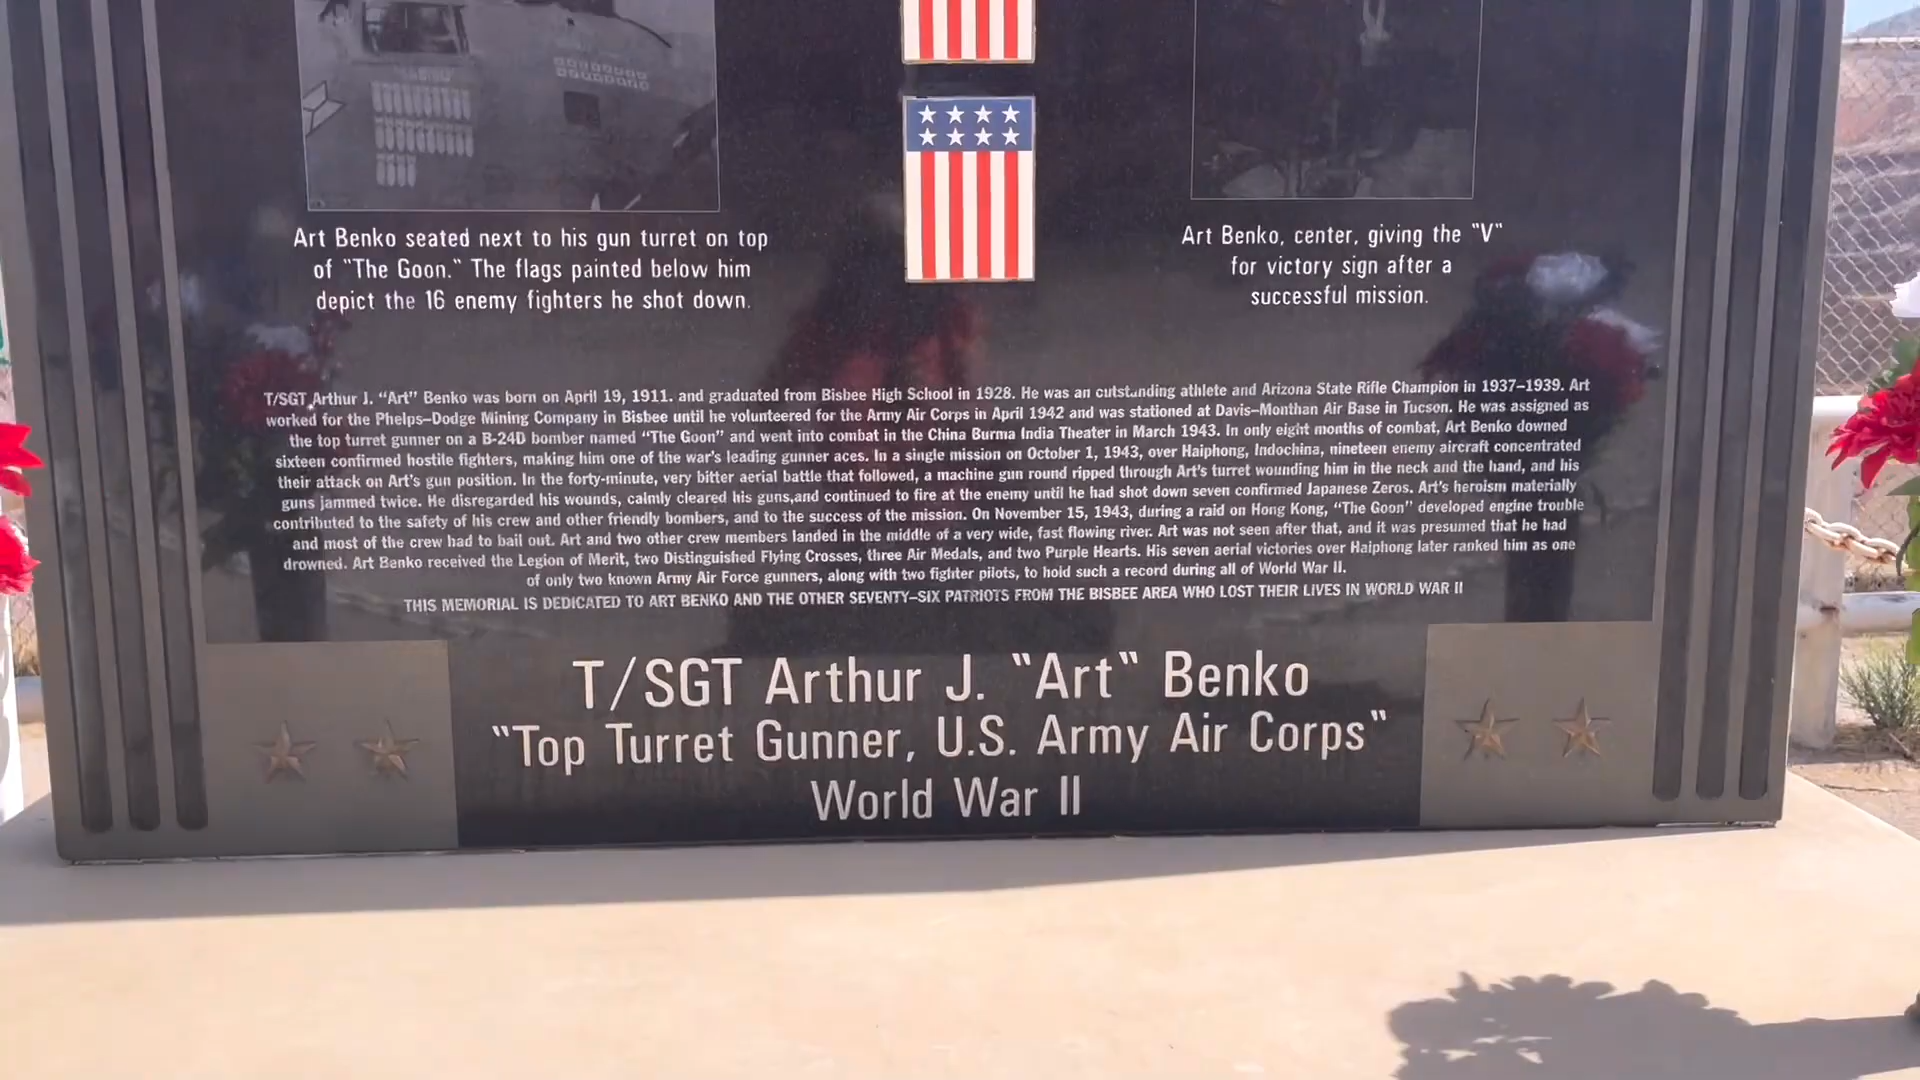 Art Benko seated next to his gun turret on top
of "The Goon." The flags painted below him
depict the 16 enemy fighters he shot down.
Art Benko, center, giving the "V"
for victory sign after a
successful mission.
T/SGT Arthur J. “Art” Benko was born on April 19, 1911. and graduated from Bisbee High School in 1928. He was an outstanding athlete and Arizona State Rifle Champion in 1937–1939. Art
worked for the Phelps–Dodge Mining Company in Bisbee until he volunteered for the Army Air Corps in April 1942 and was stationed at Davis–Monthan Air Base in Tucson. He was assigned as
the top turret gunner on a B-24D bomber named “The Goon” and went into combat in the China Burma India Theater in March 1943. In only eight months of combat, Art Benko downed
sixteen confirmed hostile fighters, making him one of the war's leading gunner aces. In a single mission on October 1, 1943, over Haiphong, Indochina, nineteen enemy aircraft concentrated
their attack on Art's gun position. In the forty-minute, very bitter aerial battle that followed, a machine gun round ripped through Art's turret wounding him in the neck and the hand, and his
guns jammed twice. He disregarded his wounds, calmly cleared his guns,and continued to fire at the enemy until he had shot down seven confirmed Japanese Zeros. Art's heroism materially
contributed to the safety of his crew and other friendly bombers, and to the success of the mission. On November 15, 1943, during a raid on Hong Kong, “The Goon” developed engine trouble
and most of the crew had to bail out. Art and two other crew members landed in the middle of a very wide, fast flowing river. Art was not seen after that, and it was presumed that he had
drowned. Art Benko received the Legion of Merit, two Distinguished Flying Crosses, three Air Medals, and two Purple Hearts. His seven aerial victories over Haiphong later ranked him as one
of only two known Army Air Force gunners, along with two fighter pilots, to hold such a record during all of World War II.
THIS MEMORIAL IS DEDICATED TO ART BENKO AND THE OTHER SEVENTY–SIX PATRIOTS FROM THE BISBEE AREA WHO LOST THEIR LIVES IN WORLD WAR II
T/SGT Arthur J. "Art" Benko
"Top Turret Gunner, U.S. Army Air Corps"
World War II